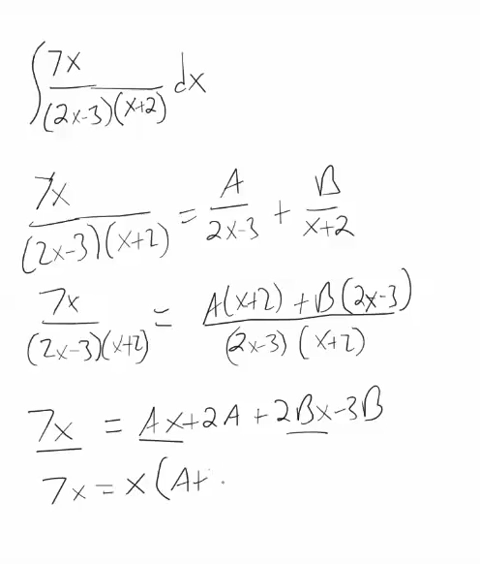 ∫ 7x/((2x-3)(x+2)) dx
7x/((2x-3)(x+2)) = A/(2x-3) + B/(x+2)
7x/((2x-3)(x+2)) = (A(x+2) + B(2x-3))/((2x-3)(x+2))
7x = Ax+2A + 2Bx-3B
7x = x(A+